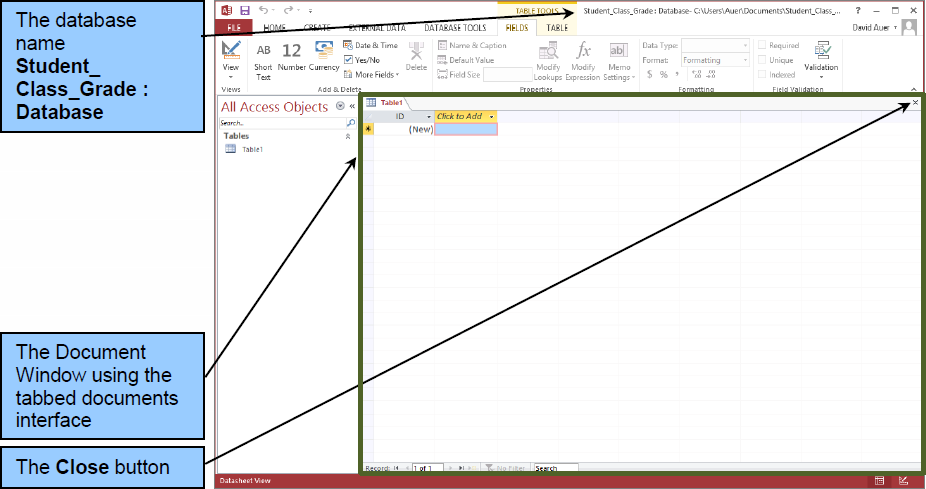 The database
name
Student_
Class_Grade :
Database
The Document
Window using the
tabbed documents
interface
The Close button
TABLE TOOLS
Student_Class_Grade : Database- C:\Users\Auer\Documents\Student_Class_...
?
FILE HOME CREATE EXTERNAL DATA DATABASE TOOLS FIELDS TABLE
David Auer
View
Views
AB
Short
Text
12
Number
Currency
Date & Time
Yes/No
More Fields
Delete
Add & Delete
Name & Caption
Default Value
Field Size
Modify
Lookups
fx
Modify
Expression
ab
Memo
Settings
Properties
Data Type:
Format: Formatting
$ % , 
Formatting
Required
Unique
Indexed
Validation
Field Validation
All Access Objects
Search...
Tables
Table1
Table1
ID Click to Add
(New)
Record: 1 of 1 No Filter Search
Datasheet View